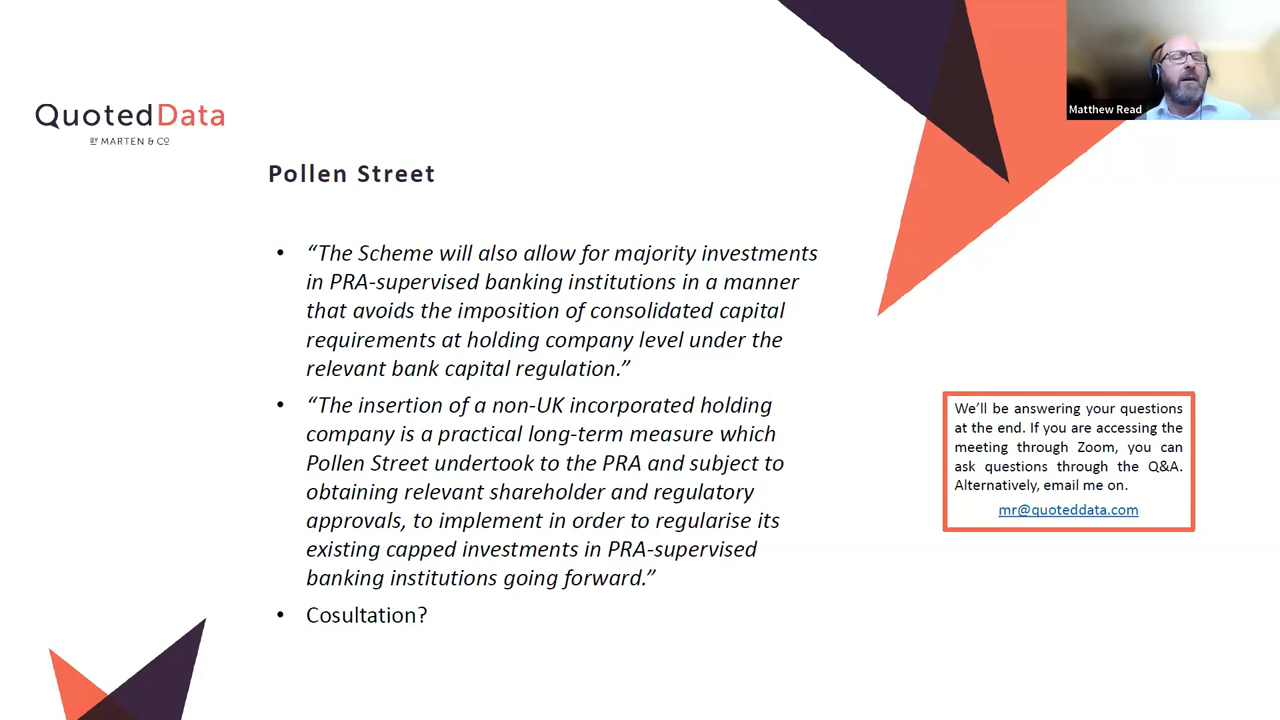 QuotedData
BY MARTEN & CO
Matthew Read
Pollen Street
• “The Scheme will also allow for majority investments
in PRA-supervised banking institutions in a manner
that avoids the imposition of consolidated capital
requirements at holding company level under the
relevant bank capital regulation.”
• “The insertion of a non-UK incorporated holding
company is a practical long-term measure which
Pollen Street undertook to the PRA and subject to
obtaining relevant shareholder and regulatory
approvals, to implement in order to regularise its
existing capped investments in PRA-supervised
banking institutions going forward.”
• Cosultation?
We’ll be answering your questions
at the end. If you are accessing the
meeting through Zoom, you can
ask questions through the Q&A.
Alternatively, email me on.
mr@quoteddata.com